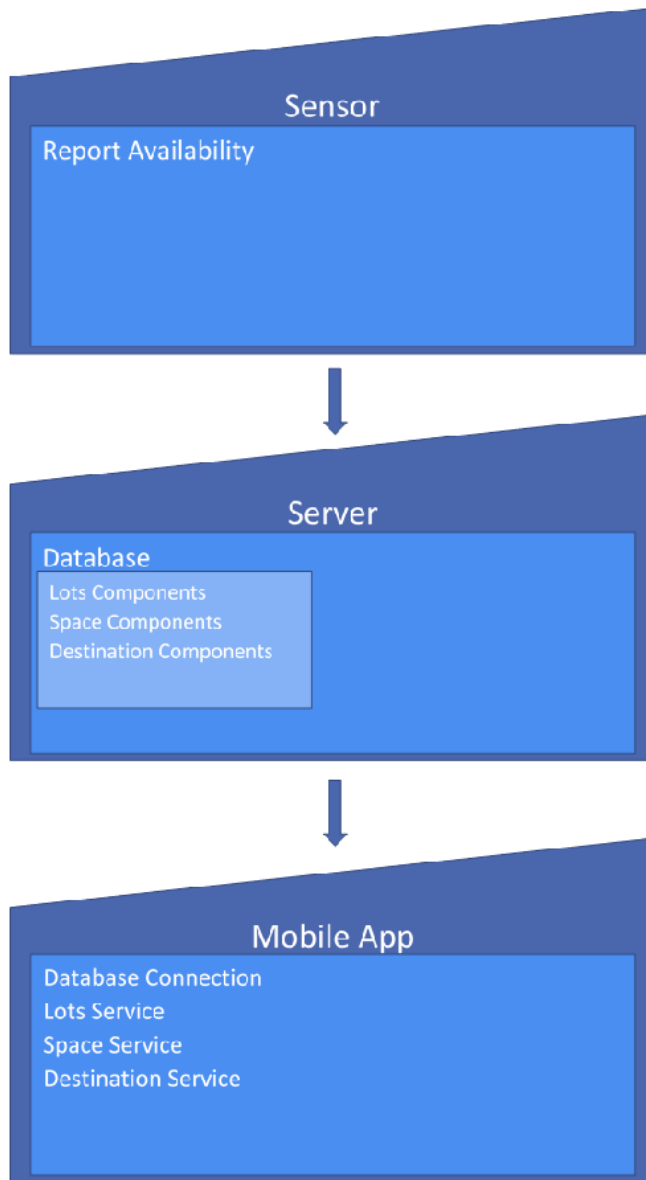 Sensor
Report Availability
Server
Database
Lots Components
Space Components
Destination Components
Mobile App
Database Connection
Lots Service
Space Service
Destination Service